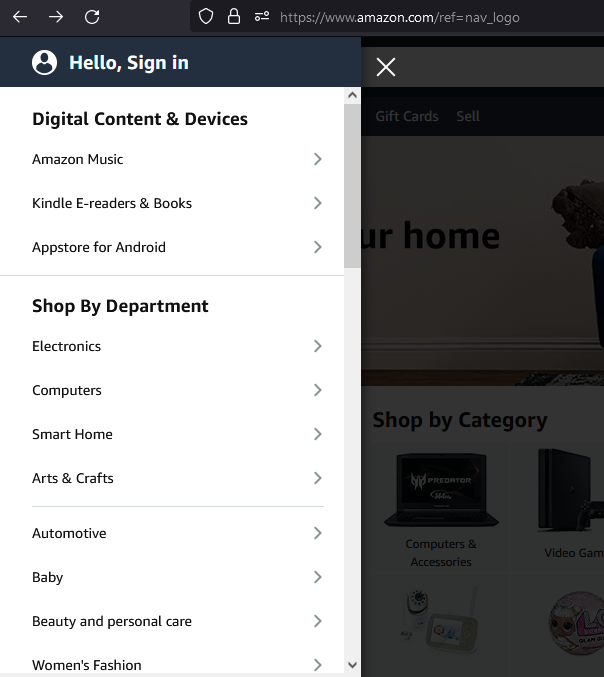 https://www.amazon.com/ref=nav_logo
Hello, Sign in
Digital Content & Devices
Amazon Music
Kindle E-readers & Books
Appstore for Android
Shop By Department
Electronics
Computers
Smart Home
Arts & Crafts
Automotive
Baby
Beauty and personal care
Women's Fashion
Gift Cards Sell
ur home
Shop by Category
PREDATOR
Computers &
Accessories
Video Gam